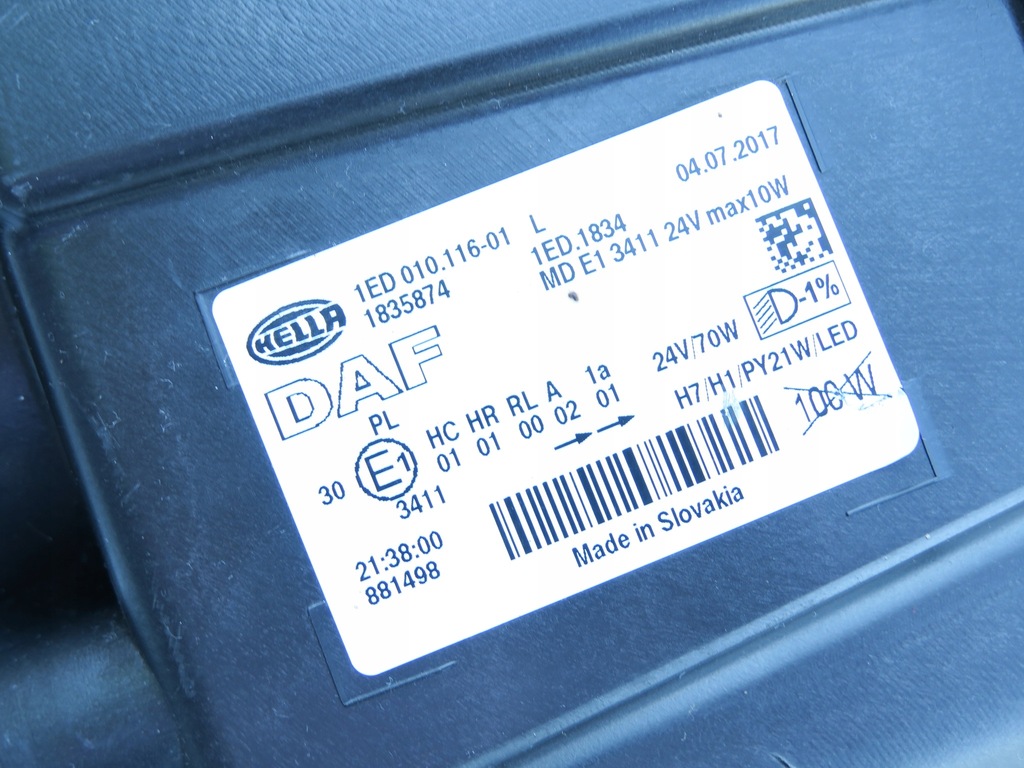 04.07.2017
HELLA
1ED 010.116-01 L
1835874
1ED.1834
MD E1 3411 24V max10W
DAF
D-1%
PL
HC HR RL A 1a
01 01 00 02 01
24V/70W
H7/H1/PY21W/LED
100W
30 E1
3411
21:38:00
881498
Made in Slovakia